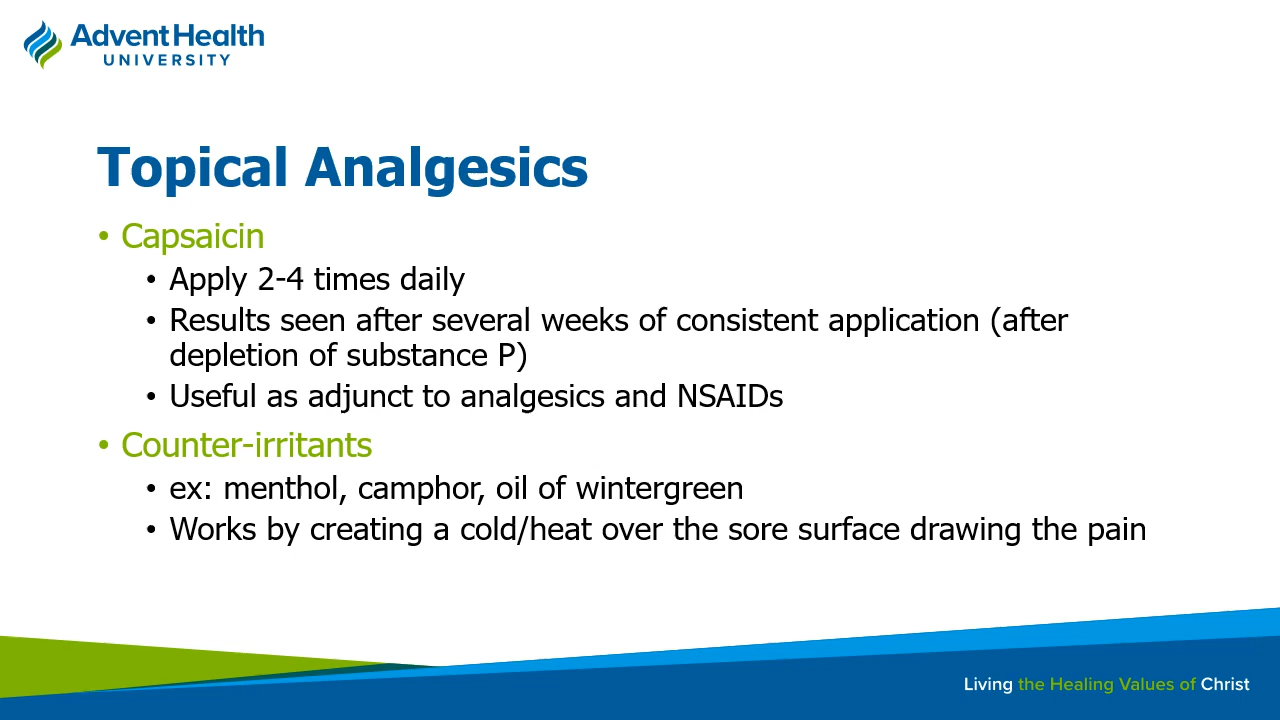 AdventHealth
UNIVERSITY
Topical Analgesics
• Capsaicin
• Apply 2-4 times daily
• Results seen after several weeks of consistent application (after
depletion of substance P)
• Useful as adjunct to analgesics and NSAIDs
• Counter-irritants
• ex: menthol, camphor, oil of wintergreen
• Works by creating a cold/heat over the sore surface drawing the pain
Living the Healing Values of Christ